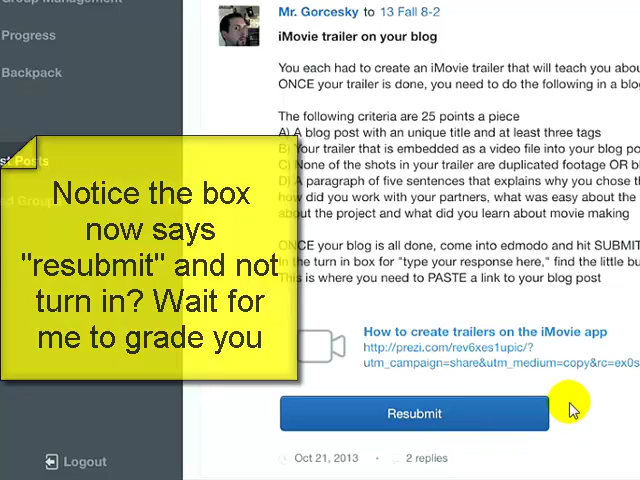 Progress
Backpack
st Posts
Mr. Gorcesky to 13 Fall 8-2
iMovie trailer on your blog
You each had to create an iMovie trailer that will teach you
ONCE your trailer is done, you need to do the following in a
The following criteria are 25 points a piece
A) A blog post with an unique title and at least three tags
B) Your trailer that is embedded as a video file into your blog
C) None of the shots in your trailer are duplicated footage OR
D) A paragraph of five sentences that explains why you chose
how did you work with your partners, what was easy about the
about the project and what did you learn about movie making
ONCE your blog is all done, come into edmodo and hit SUBMIT
in the turn in box for "type your response here," find the little
This is where you need to PASTE a link to your blog post
Notice the box
now says
"resubmit" and not
turn in? Wait for
me to grade you
How to create trailers on the iMovie app
http://prezi.com/rev6xes1upic/?
utm_campaign=share&utm_medium=copy&rc=ex0s
Resubmit
Oct 21, 2013 • 2 replies
Logout